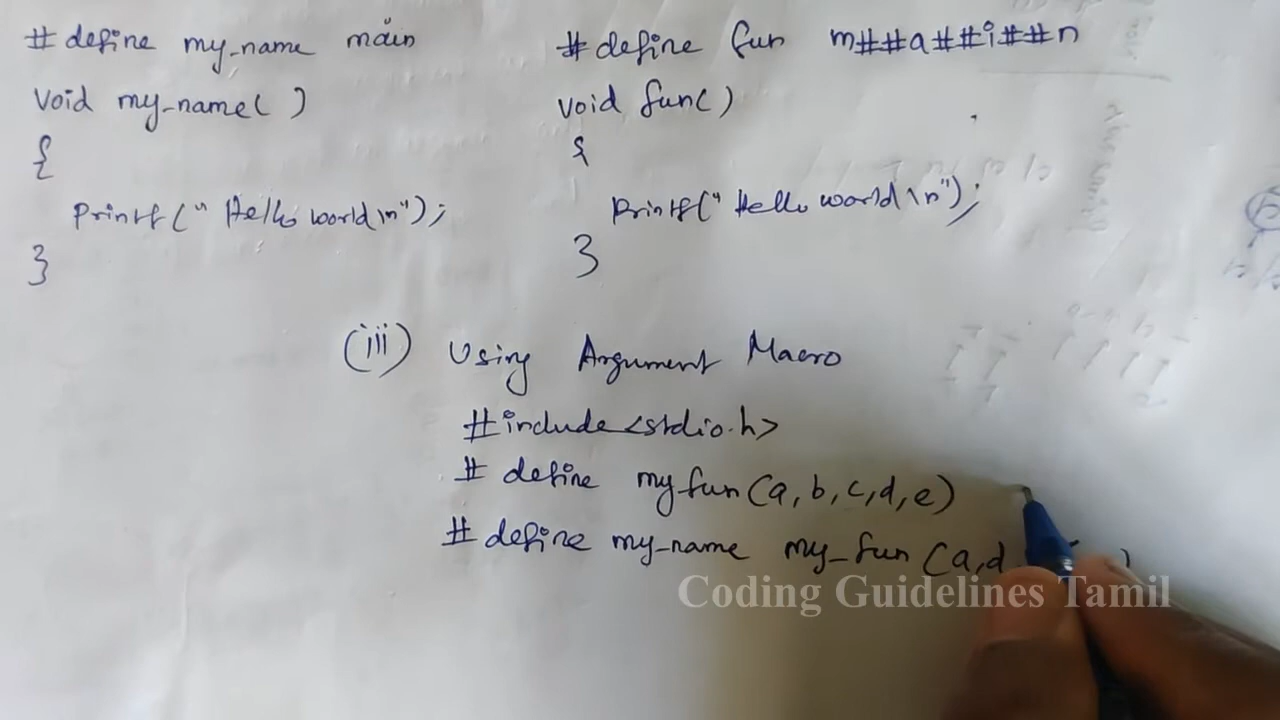 # define my_name main
void my_name( )
{
printf(" Hello world\n");
}
# define fun m##a##i##n
void fun( )
{
printf(" Hello world\n");
}
(iii) Using Argument Macro
#include<stdio.h>
# define myfun(a,b,c,d,e)
# define my_name my_fun (a,d )
Coding Guidelines Tamil